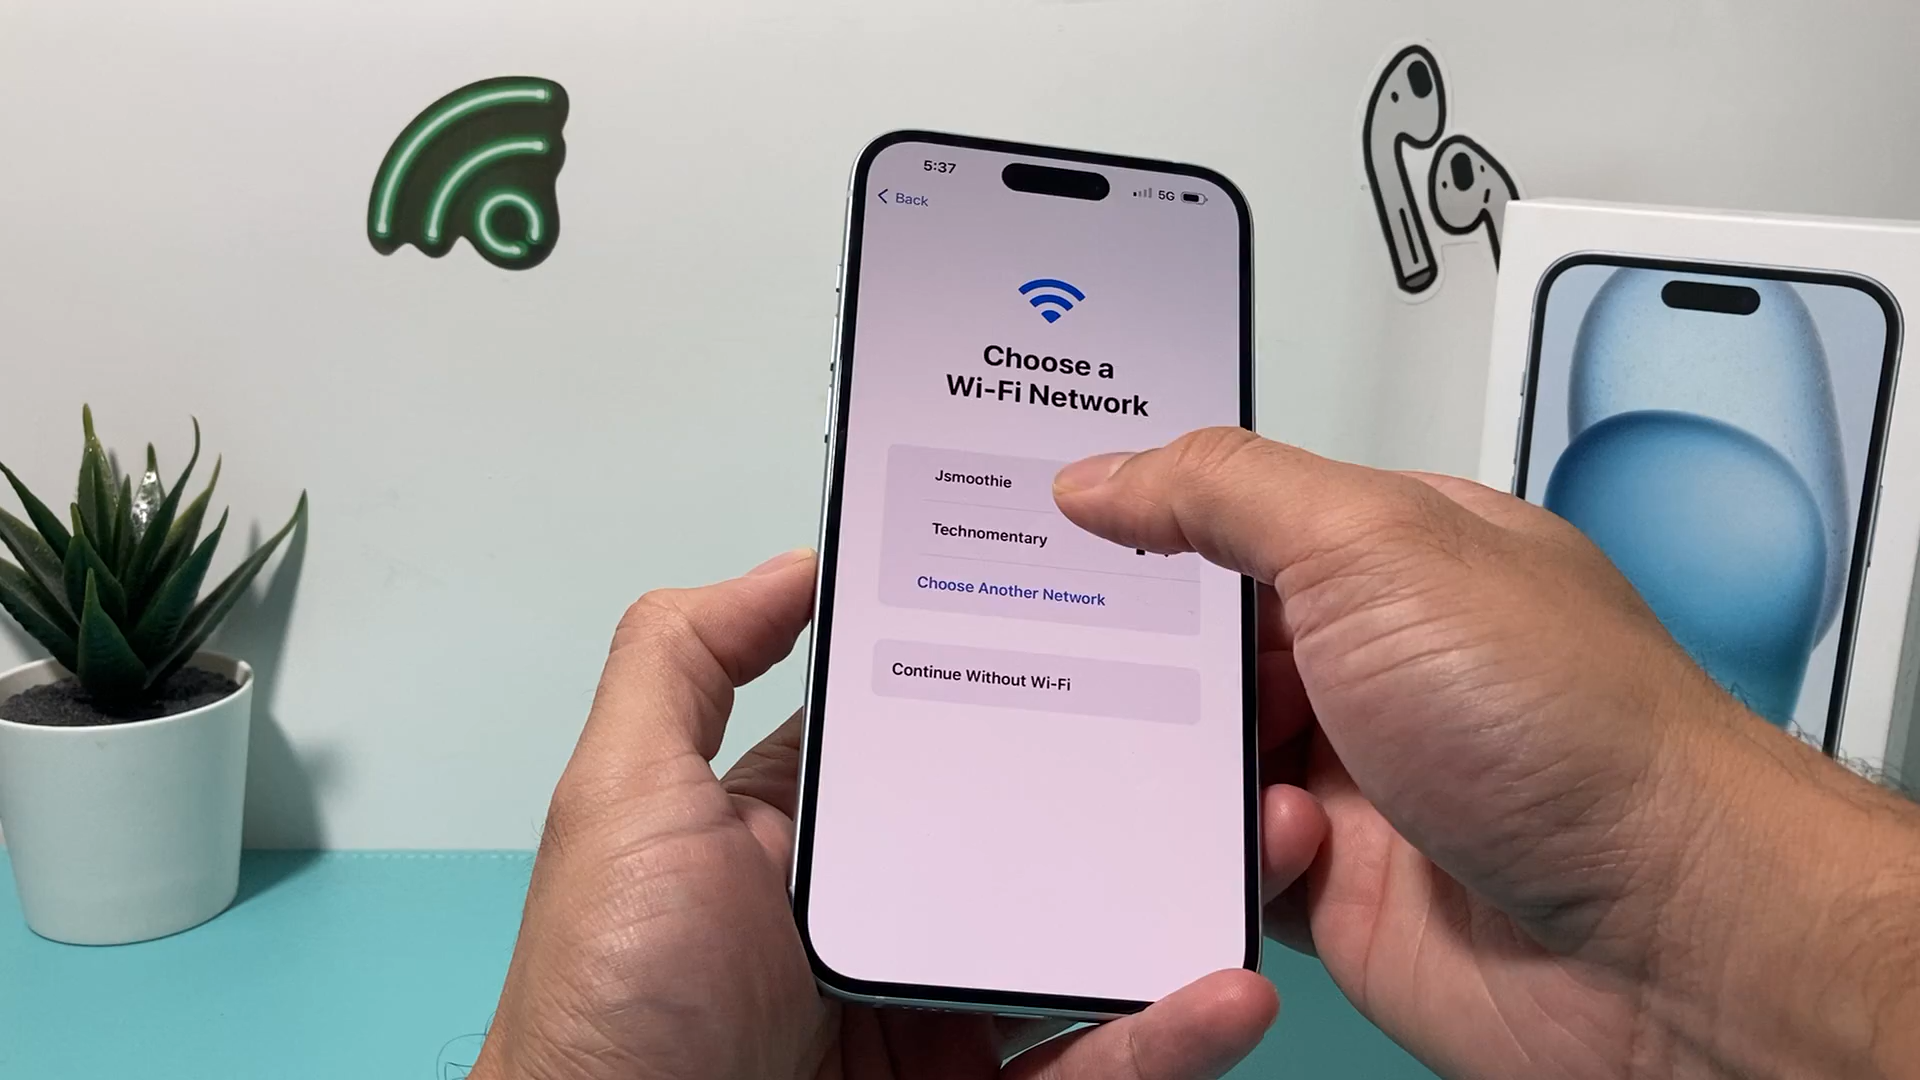 5:37
5G
Back
Choose a
Wi-Fi Network
Jsmoothie
Technomentary
Choose Another Network
Continue Without Wi-Fi